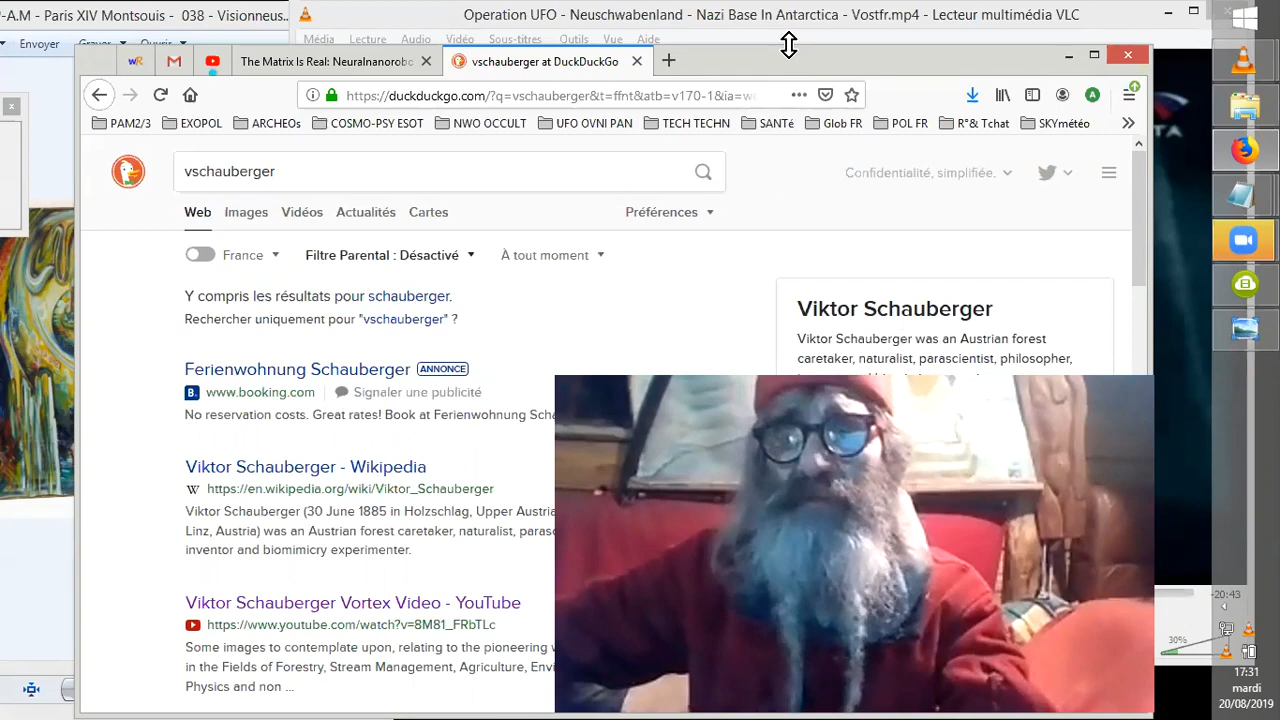 P-A.M - Paris XIV Montsouis - 038 - Visionneus...
Envoyer
Graver
Ouvrir
Operation UFO - Neuschwabenland - Nazi Base In Antarctica - Vostfr.mp4 - Lecteur multimédia VLC
Média Lecture Audio Vidéo Sous-titres Outils Vue Aide
The Matrix Is Real: Neuralnanorobo
vschauberger at DuckDuckGo
https://duckduckgo.com/?q=vschauberger&t=ffnt&atb=v170-1&ia=we
PAM2/3 EXOPOL ARCHEOs COSMO-PSY ESOT NWO OCCULT UFO OVNI PAN TECH TECHN SANTé Glob FR POL FR R°& Tchat SKYmétéo
vschauberger
Confidentialité, simplifiée.
Web Images Vidéos Actualités Cartes Préférences
France Filtre Parental : Désactivé À tout moment
Y compris les résultats pour schauberger.
Rechercher uniquement pour "vschauberger" ?
Viktor Schauberger
Viktor Schauberger was an Austrian forest
caretaker, naturalist, parascientist, philosopher,
Ferienwohnung Schauberger ANNONCE
B. www.booking.com Signaler une publicité
No reservation costs. Great rates! Book at Ferienwohnung Scha
Viktor Schauberger - Wikipedia
W https://en.wikipedia.org/wiki/Viktor_Schauberger
Viktor Schauberger (30 June 1885 in Holzschlag, Upper Austria
Linz, Austria) was an Austrian forest caretaker, naturalist, parasc
inventor and biomimicry experimenter.
Viktor Schauberger Vortex Video - YouTube
https://www.youtube.com/watch?v=8M81_FRbTLc
Some images to contemplate upon, relating to the pioneering w
in the Fields of Forestry, Stream Management, Agriculture, Envi
Physics and non ...
-20:43
30%
17:31
mardi
20/08/2019